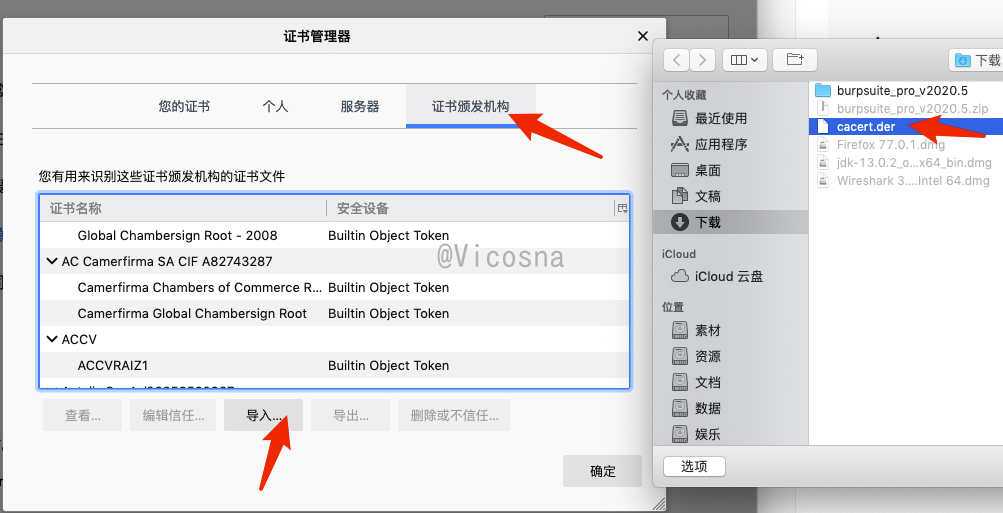 证书管理器
您的证书
个人
服务器
证书颁发机构
您有用来识别这些证书颁发机构的证书文件
证书名称
安全设备
Global Chambersign Root - 2008
Builtin Object Token
AC Camerfirma SA CIF A82743287
Camerfirma Chambers of Commerce R...
Builtin Object Token
Camerfirma Global Chambersign Root
Builtin Object Token
ACCV
ACCVRAIZ1
Builtin Object Token
@Vicosna
查看...
编辑信任...
导入...
导出...
删除或不信任...
确定
下载
个人收藏
最近使用
应用程序
桌面
文稿
下载
iCloud
iCloud 云盘
位置
素材
资源
文档
数据
娱乐
burpsuite_pro_v2020.5
burpsuite_pro_v2020.5.zip
cacert.der
Firefox 77.0.1.dmg
jdk-13.0.2_o...x64_bin.dmg
Wireshark 3....Intel 64.dmg
选项